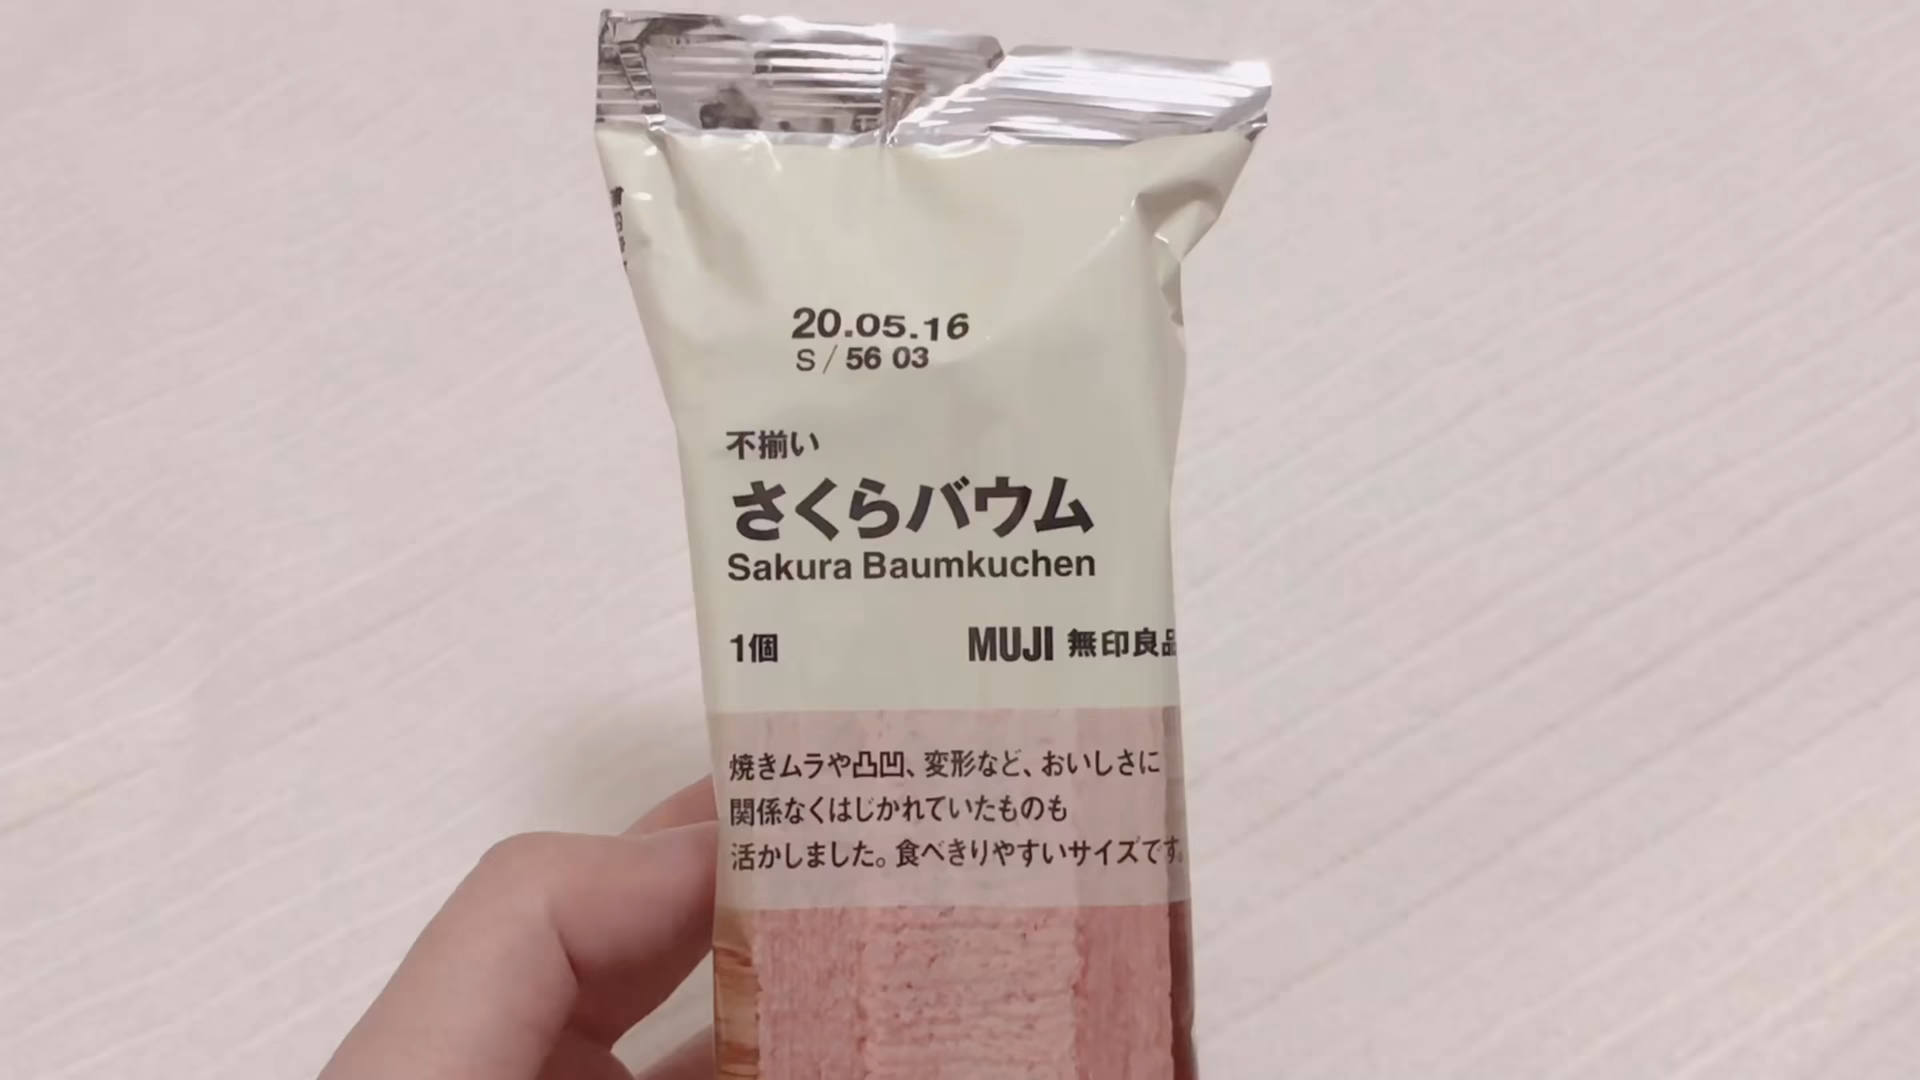 20.05.16
S/56 03
不揃い
さくらバウム
Sakura Baumkuchen
1個
MUJI 無印良品
焼きムラや凸凹、変形など、おいしさに
関係なくはじかれていたものも
活かしました。食べきりやすいサイズです。